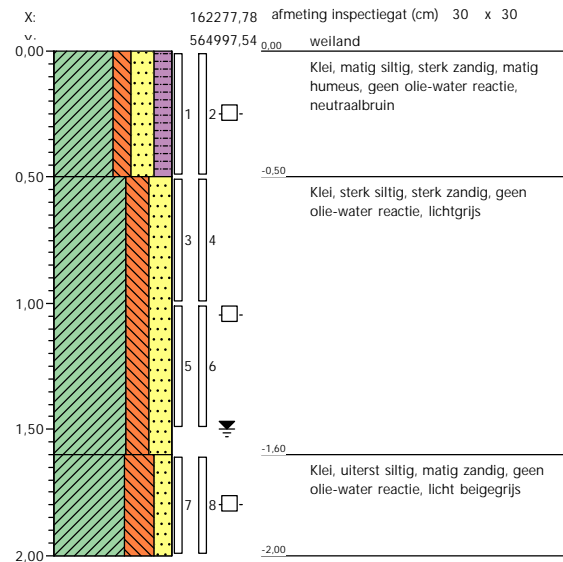 X: 162277,78 afmeting inspectiegat (cm) 30 x 30
564997,54 weiland
0,00 0,00
Klei, matig siltig, sterk zandig, matig
humeus, geen olie-water reactie,
neutraalbruin
1 2
0,50 -0,50
Klei, sterk siltig, sterk zandig, geen
olie-water reactie, lichtgrijs
3 4
1,00
5 6
1,50
-1,60
Klei, uiterst siltig, matig zandig, geen
olie-water reactie, licht beigegrijs
7 8
2,00 -2,00